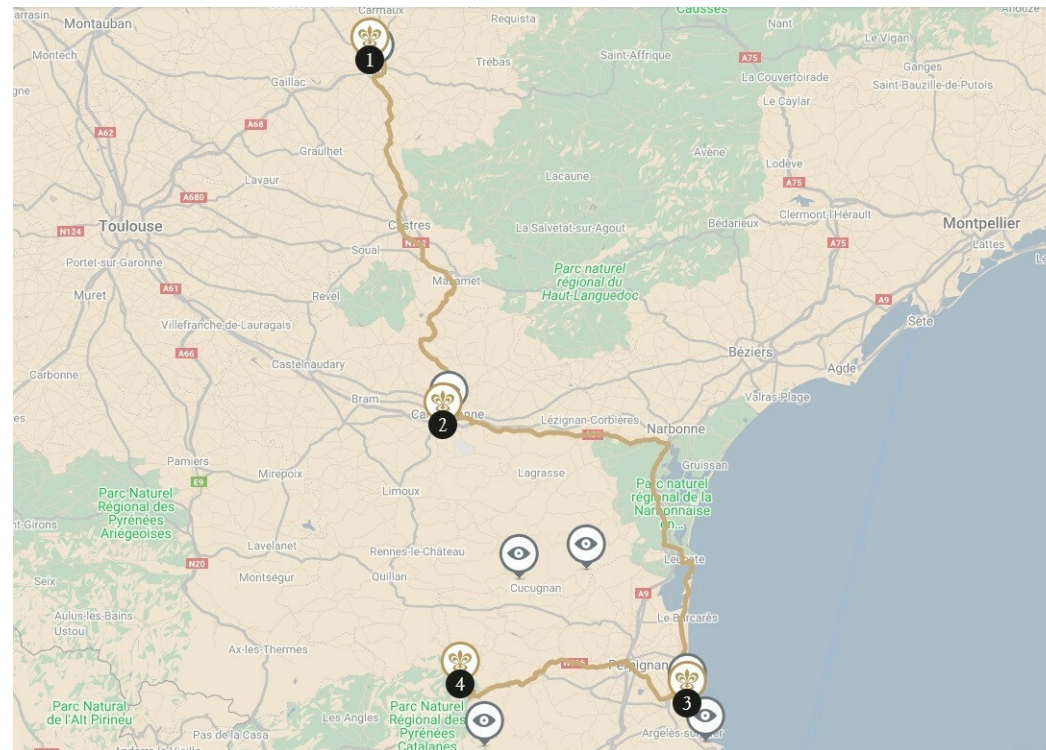 Carmaux
Montauban
Requista
Causses
Nant
Anduze
Le Vigan
Montech
1
Trébas
Saint-Affrique
A75
Ganges
Gaillac
La Couvertoirade
Saint-Bauzille-de-Putois
Le Caylar
A62
A68
Graulhet
Avène
Lodève
Lavaur
Lacaune
A75
A680
Clermont l'Hérault
Toulouse
Castres
La Salvetat-sur-Agout
Bédarieux
Montpellier
N124
A75
Lattes
Soual
Portet-sur-Garonne
Parc naturel
régional du
Haut-Languedoc
Mazamet
A61
Muret
Revel
A9
Sète
Villefranche-de-Lauragais
A66
Béziers
Castelnaudary
Agde
Carbonne
Bram
Valras-Plage
2
Lézignan-Corbières
Narbonne
Pamiers
Gruissan
E9
Mirepoix
Lagrasse
Limoux
Parc Naturel
Régional des
Pyrénées
Ariégeoises
Parc naturel
régional de la
Narbonnaise
en...
Lavelanet
Rennes-le-Château
Leucate
N20
Seix
Montségur
Quillan
Cucugnan
A9
Aulus-les-Bains
Ustou
Le Barcarès
Ax-les-Thermes
Perpignan
4
3
Parc Natural
de l'Alt Pirineu
Les Angles
Parc Naturel
Régional des
Pyrénées
Catalanes
Pas de la Casa